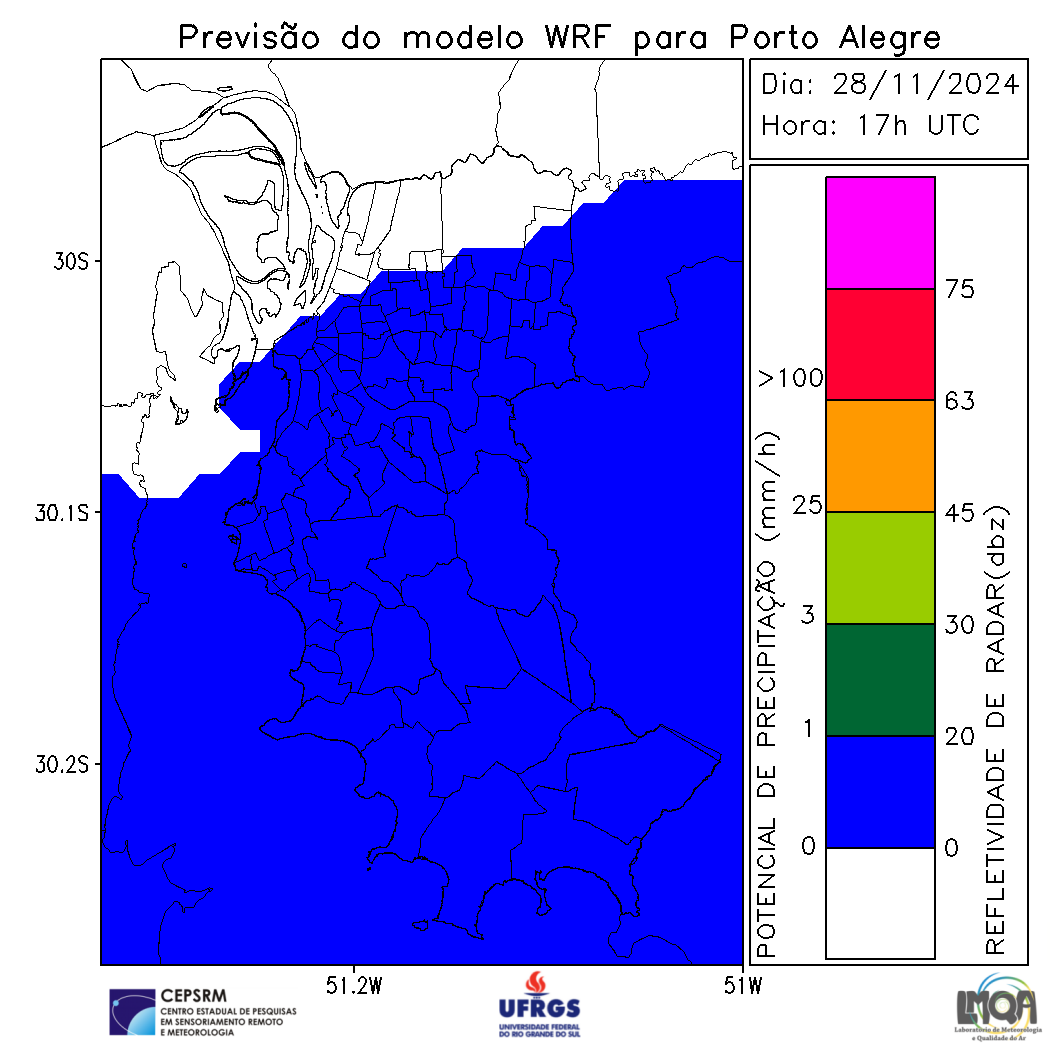 Previsão do modelo WRF para Porto Alegre
Dia: 28/11/2024
Hora: 17h UTC
30S
30.1S
30.2S
51.2W
51W
POTENCIAL DE PRECIPITAÇÃO (mm/h)
>100
25
3
1
0
75
63
45
30
20
0
REFLETIVIDADE DE RADAR(dbz)
CEPSRM
CENTRO ESTADUAL DE PESQUISAS
EM SENSORIAMENTO REMOTO
E METEOROLOGIA
UFRGS
UNIVERSIDADE FEDERAL
DO RIO GRANDE DO SUL
LMQA
Laboratório de Meteorologia
e Qualidade do Ar